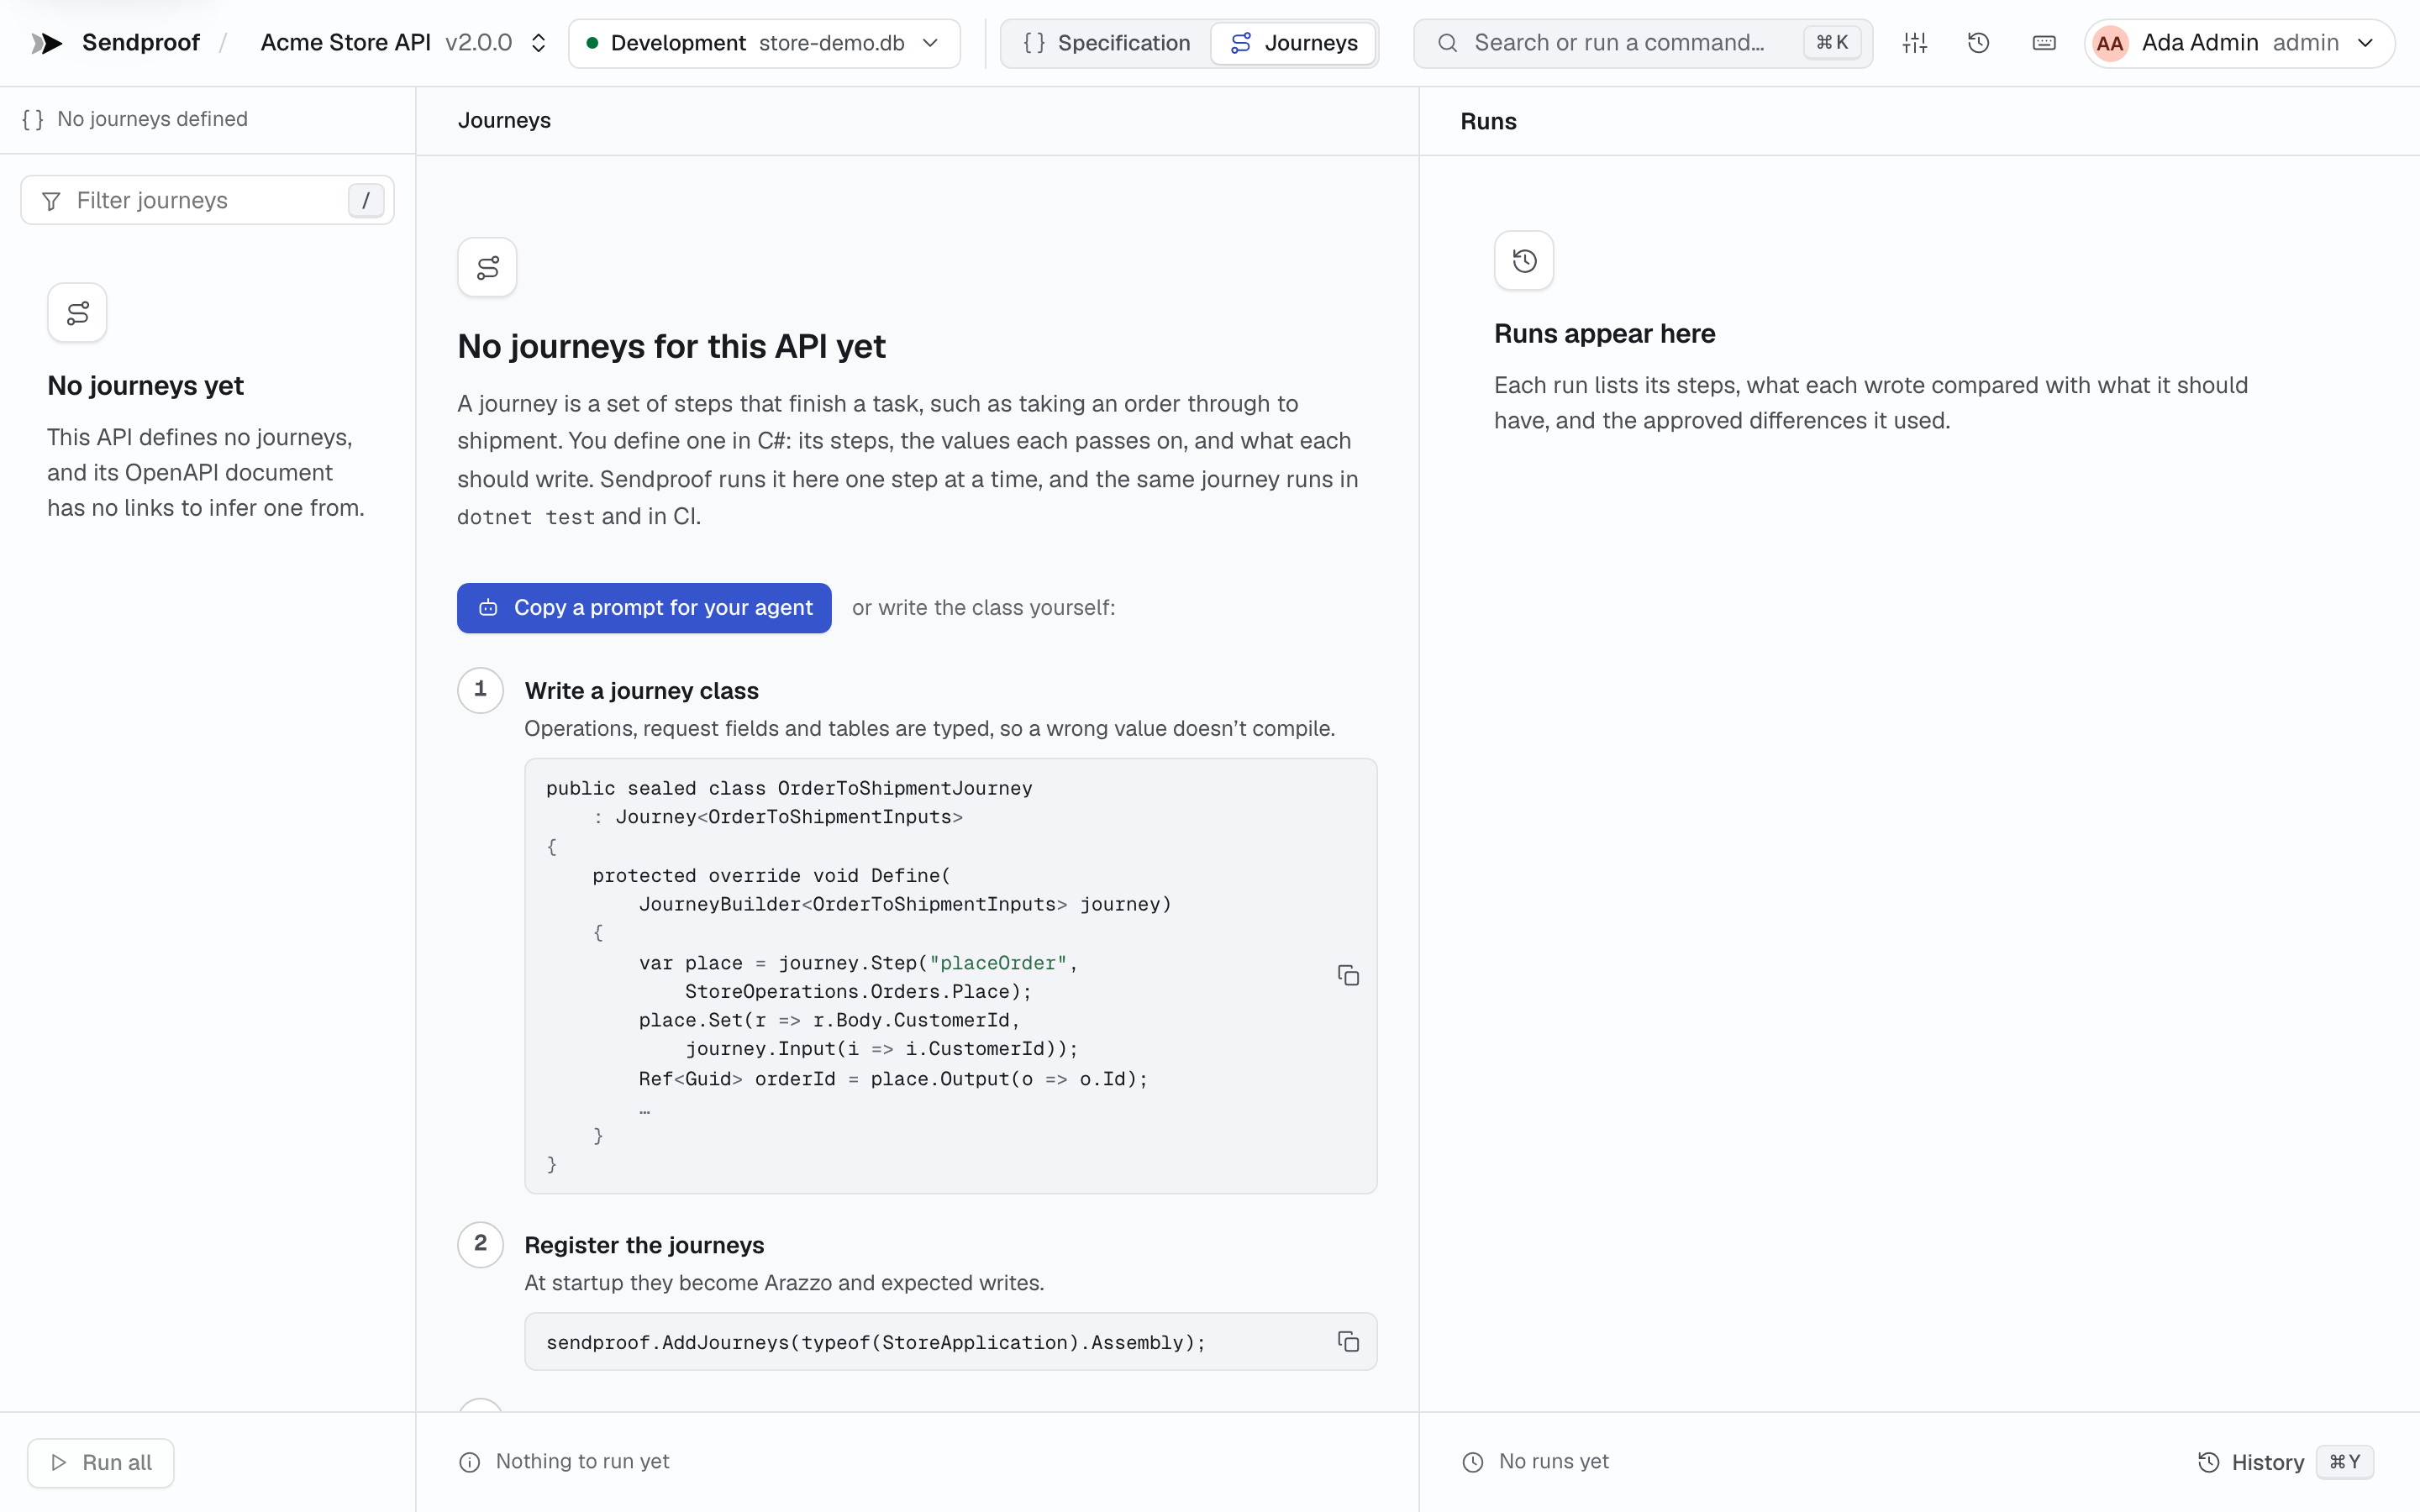 Sendproof / Acme Store API v2.0.0
Development store-demo.db
{ } Specification
Journeys
Search or run a command...
⌘ K
AA Ada Admin admin
{ } No journeys defined
Filter journeys /
No journeys yet
This API defines no journeys,
and its OpenAPI document
has no links to infer one from.
Run all
Journeys
No journeys for this API yet
A journey is a set of steps that finish a task, such as taking an order through to
shipment. You define one in C#: its steps, the values each passes on, and what each
should write. Sendproof runs it here one step at a time, and the same journey runs in
dotnet test and in CI.
Copy a prompt for your agent
or write the class yourself:
1 Write a journey class
Operations, request fields and tables are typed, so a wrong value doesn’t compile.
public sealed class OrderToShipmentJourney
    : Journey<OrderToShipmentInputs>
{
    protected override void Define(
        JourneyBuilder<OrderToShipmentInputs> journey)
    {
        var place = journey.Step("placeOrder",
            StoreOperations.Orders.Place);
        place.Set(r => r.Body.CustomerId,
            journey.Input(i => i.CustomerId));
        Ref<Guid> orderId = place.Output(o => o.Id);
        …
    }
}
2 Register the journeys
At startup they become Arazzo and expected writes.
sendproof.AddJourneys(typeof(StoreApplication).Assembly);
Nothing to run yet
Runs
Runs appear here
Each run lists its steps, what each wrote compared with what it should
have, and the approved differences it used.
No runs yet
History ⌘ Y